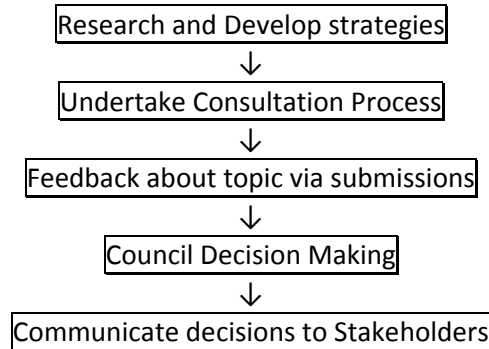 Research and Develop strategies
↓
Undertake Consultation Process
↓
Feedback about topic via submissions
↓
Council Decision Making
↓
Communicate decisions to Stakeholders